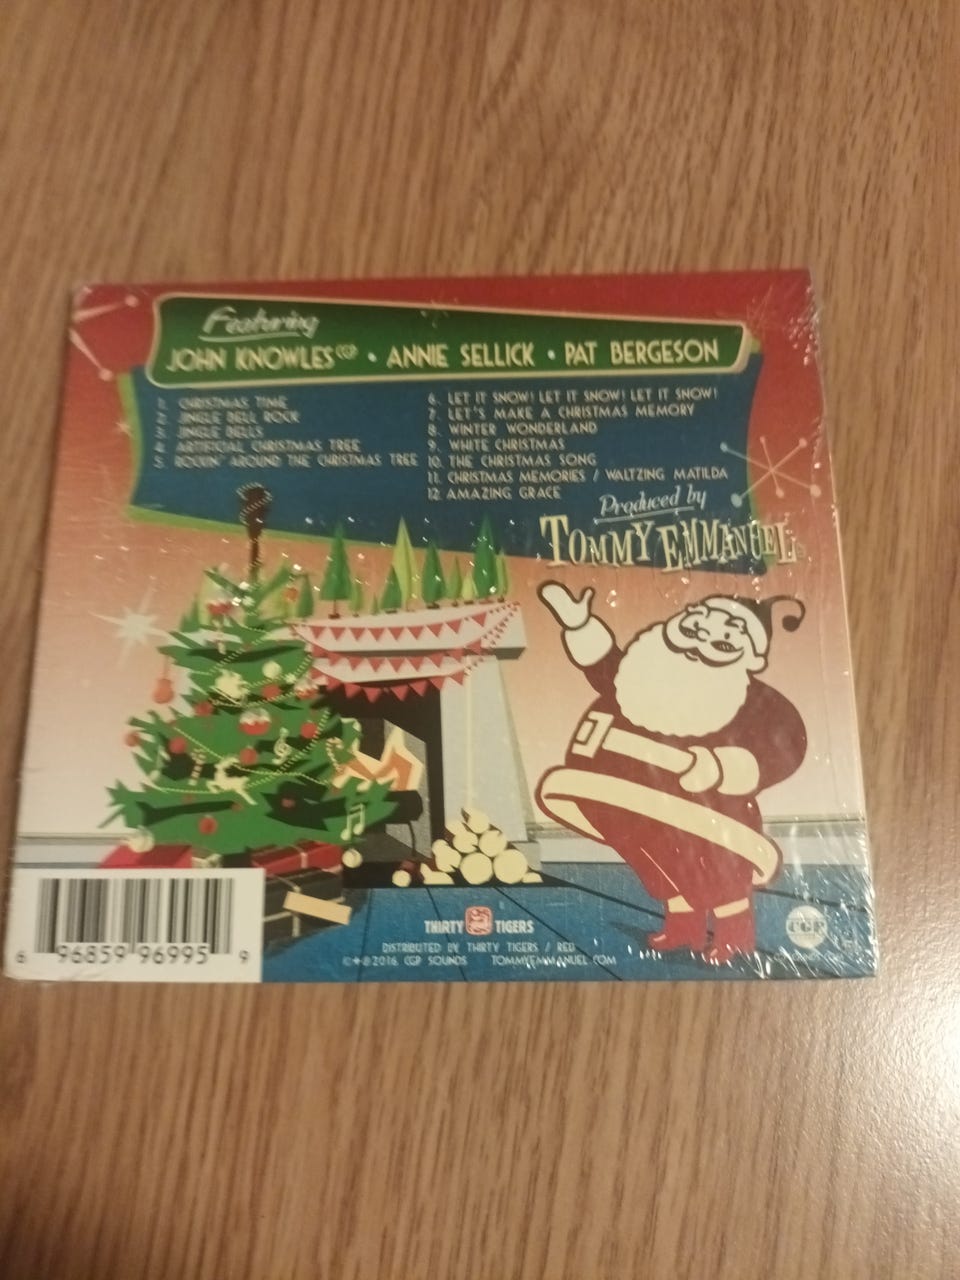 Featuring
JOHN KNOWLES CGP • ANNIE SELLICK • PAT BERGESON
1. CHRISTMAS TIME
2. JINGLE BELL ROCK
3. JINGLE BELLS
4. ARTIFICIAL CHRISTMAS TREE
5. ROCKIN' AROUND THE CHRISTMAS TREE
6. LET IT SNOW! LET IT SNOW! LET IT SNOW!
7. LET'S MAKE A CHRISTMAS MEMORY
8. WINTER WONDERLAND
9. WHITE CHRISTMAS
10. THE CHRISTMAS SONG
11. CHRISTMAS MEMORIES / WALTZING MATILDA
12. AMAZING GRACE
Produced by
TOMMY EMMANUEL
6 96859 96995 9
THIRTY TIGERS
DISTRIBUTED BY THIRTY TIGERS / RED
©+℗2016 CGP SOUNDS TOMMYEMMANUEL.COM
CGP